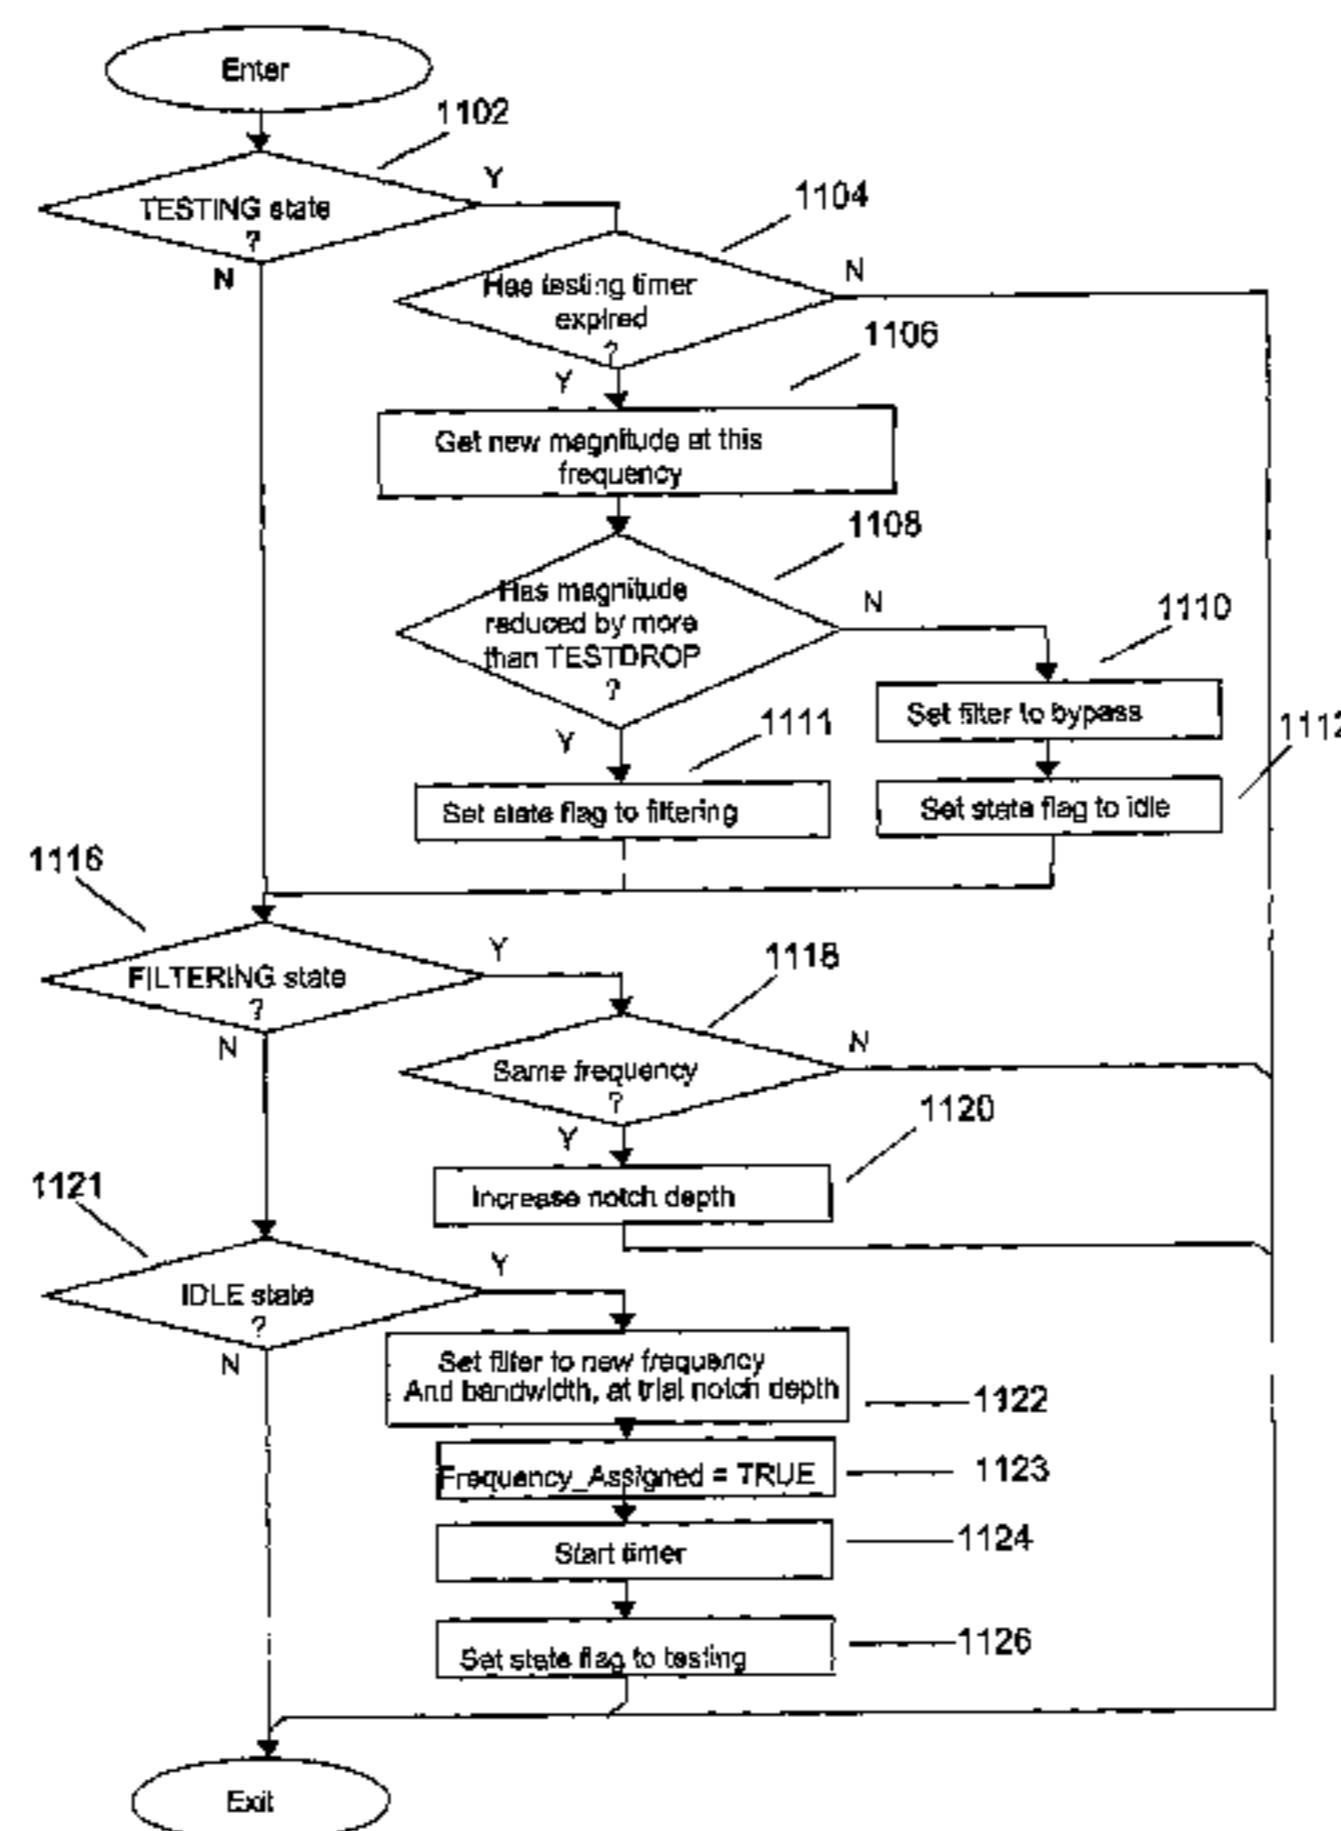 Enter
1102
TESTING state
?
Y
N
1104
Has testing timer
expired
?
N
Y
1106
Get new magnitude at this
frequency
1108
Has magnitude
reduced by more
than TESTDROP
?
N
Y
1110
Set filter to bypass
1111
1112
Set state flag to filtering
Set state flag to idle
1116
FILTERING state
?
Y
N
1118
Same frequency
?
N
Y
1120
Increase notch depth
1121
IDLE state
?
Y
N
Set filter to new frequency
And bandwidth, at trial notch depth
1122
Frequency_Assigned = TRUE
1123
Start timer
1124
Set state flag to testing
1126
Exit